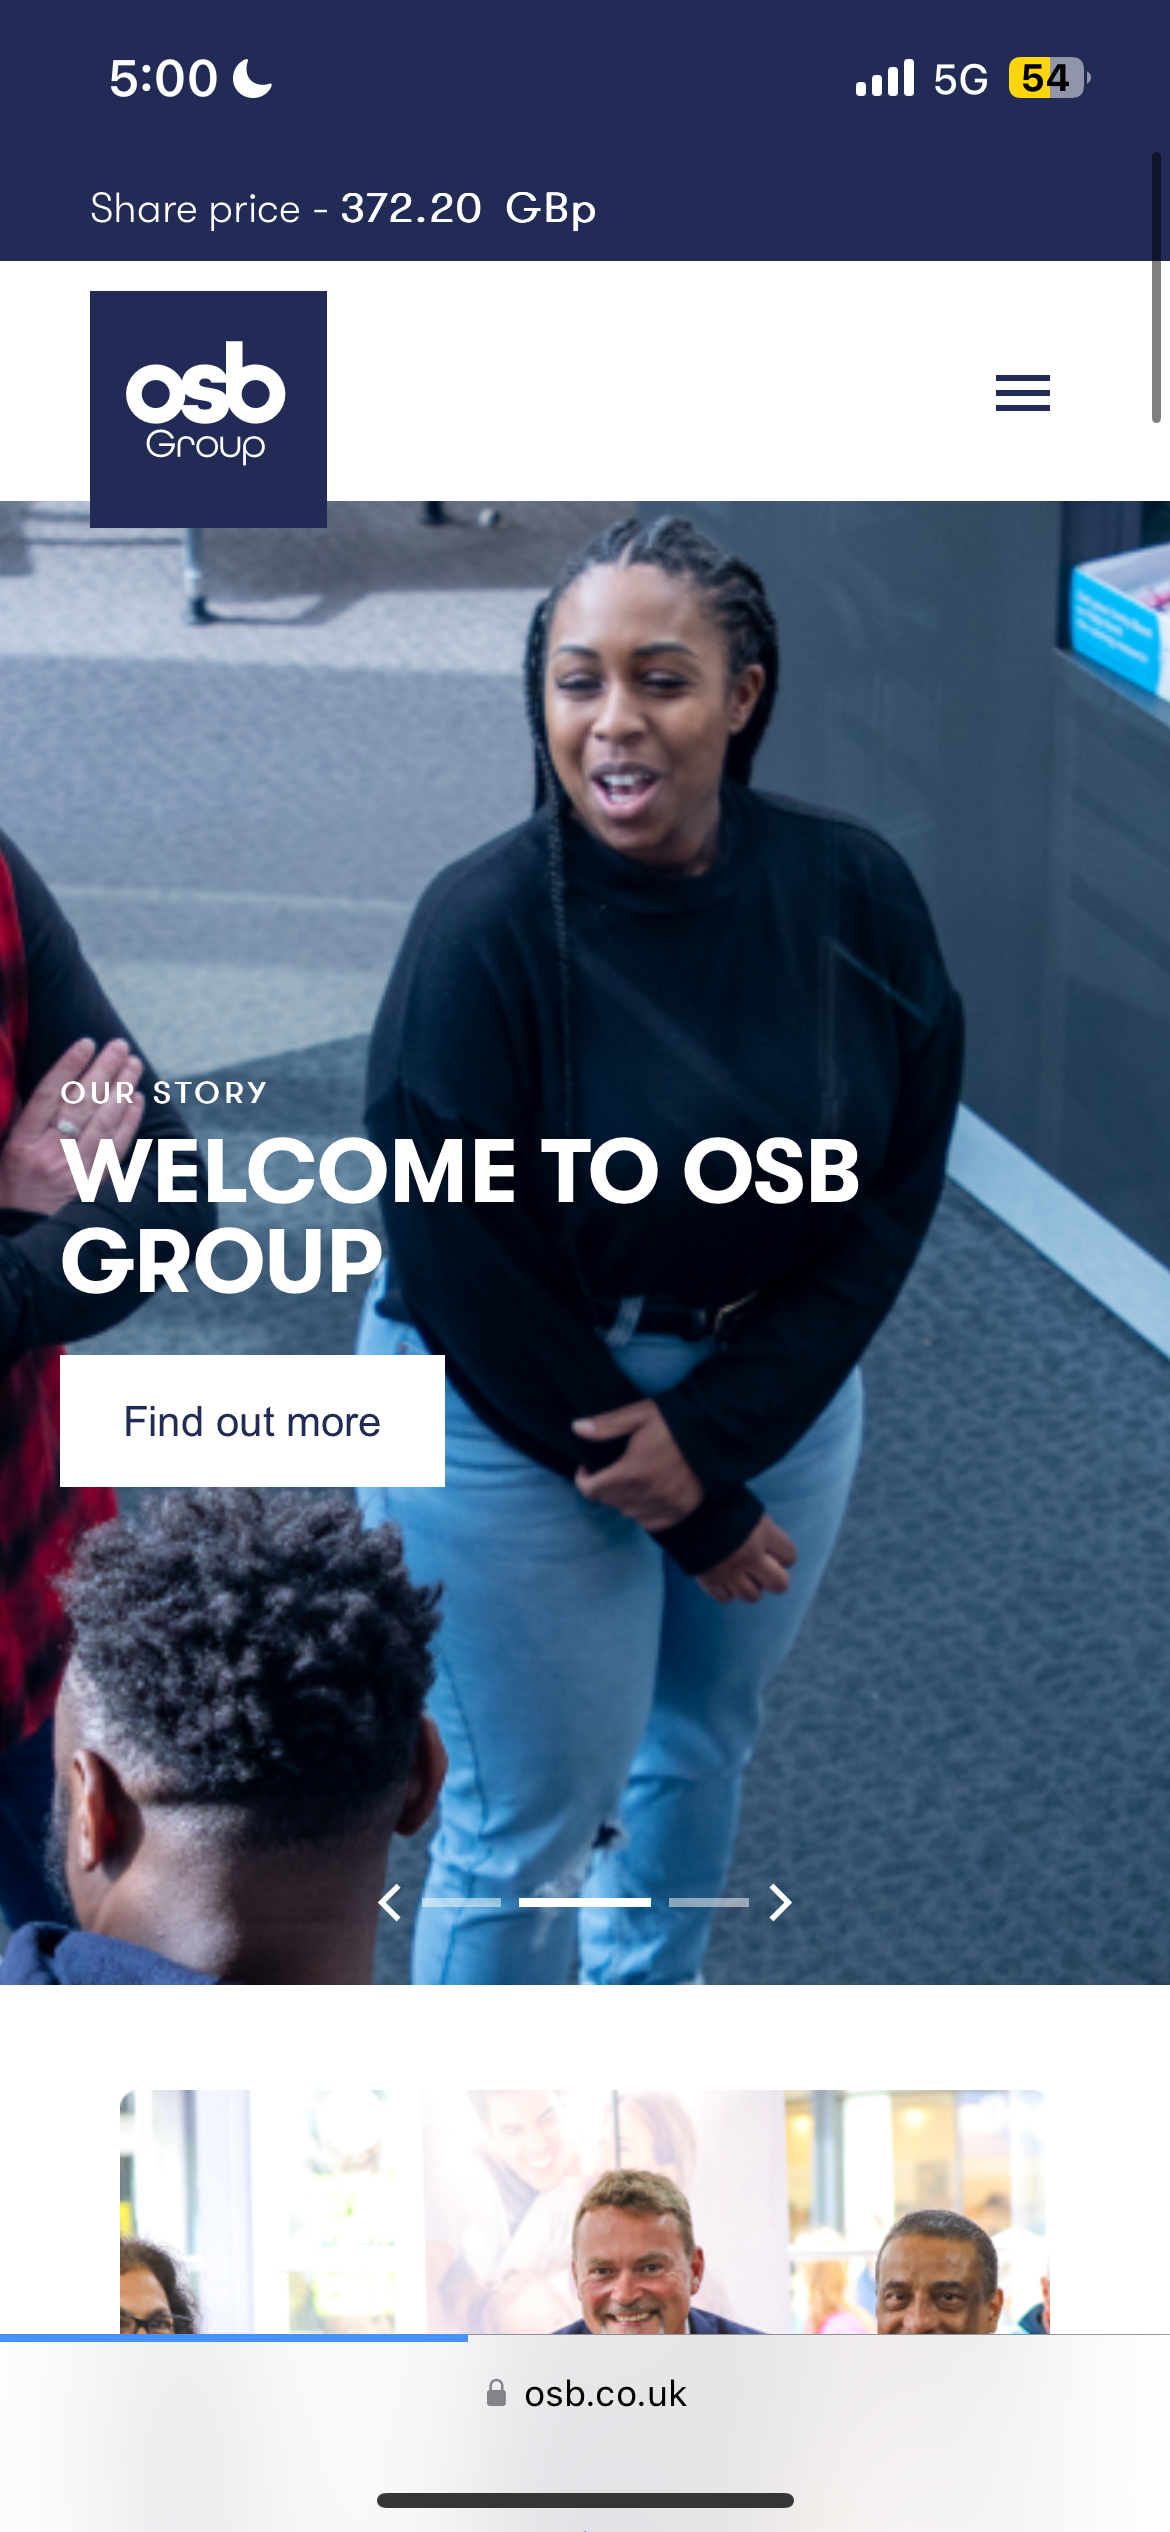 5:00
5G 54
Share price - 372.20 GBp
osb
Group
OUR STORY
WELCOME TO OSB
GROUP
Find out more
osb.co.uk